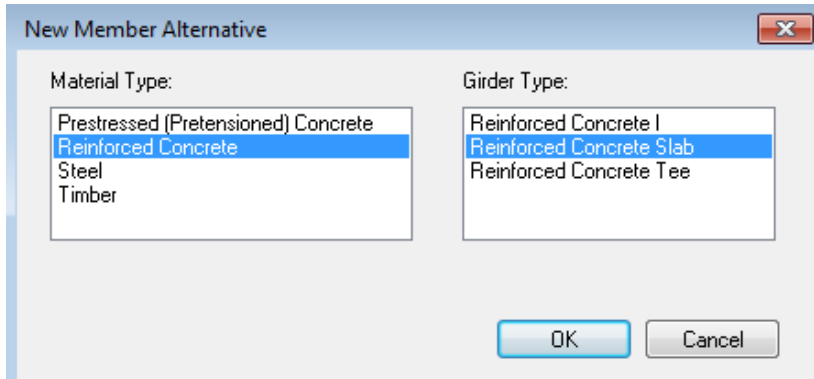 New Member Alternative
Material Type:
Prestressed (Pretensioned) Concrete
Reinforced Concrete
Steel
Timber
Girder Type:
Reinforced Concrete I
Reinforced Concrete Slab
Reinforced Concrete Tee
OK
Cancel